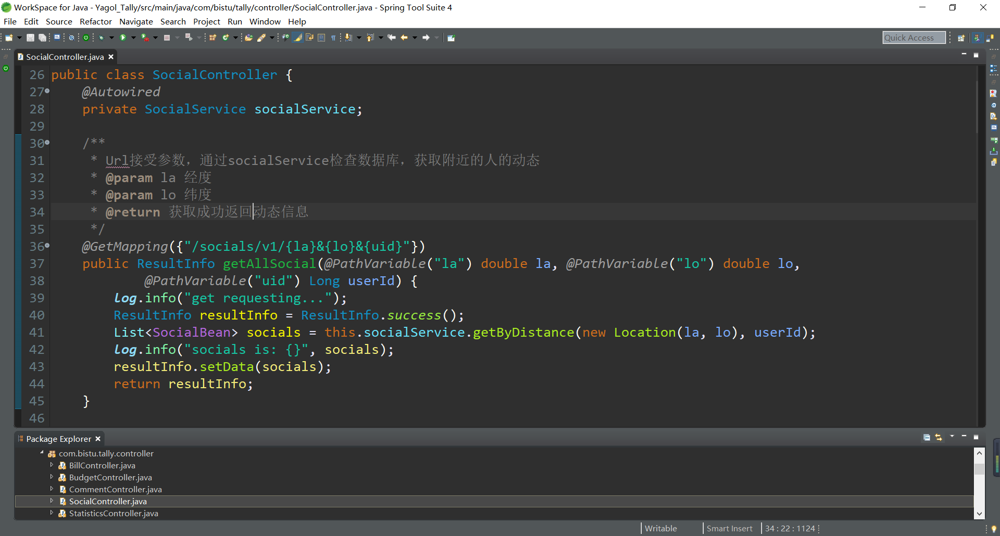 WorkSpace for Java - Yagol_Tally/src/main/java/com/bistu/tally/controller/SocialController.java - Spring Tool Suite 4
File Edit Source Refactor Navigate Search Project Run Window Help
Quick Access
SocialController.java
26 public class SocialController {
27 @Autowired
28 private SocialService socialService;
29
30 /**
31 * Url接受参数，通过socialService检查数据库，获取附近的人的动态
32 * @param la 经度
33 * @param lo 纬度
34 * @return 获取成功返回动态信息
35 */
36 @GetMapping({"/socials/v1/{la}&{lo}&{uid}"})
37 public ResultInfo getAllSocial(@PathVariable("la") double la, @PathVariable("lo") double lo,
38 @PathVariable("uid") Long userId) {
39 log.info("get requesting...");
40 ResultInfo resultInfo = ResultInfo.success();
41 List<SocialBean> socials = this.socialService.getByDistance(new Location(la, lo), userId);
42 log.info("socials is: {}", socials);
43 resultInfo.setData(socials);
44 return resultInfo;
45 }
46
Package Explorer
com.bistu.tally.controller
BillController.java
BudgetController.java
CommentController.java
SocialController.java
StatisticsController.java
Writable Smart Insert 34 : 22 : 1124